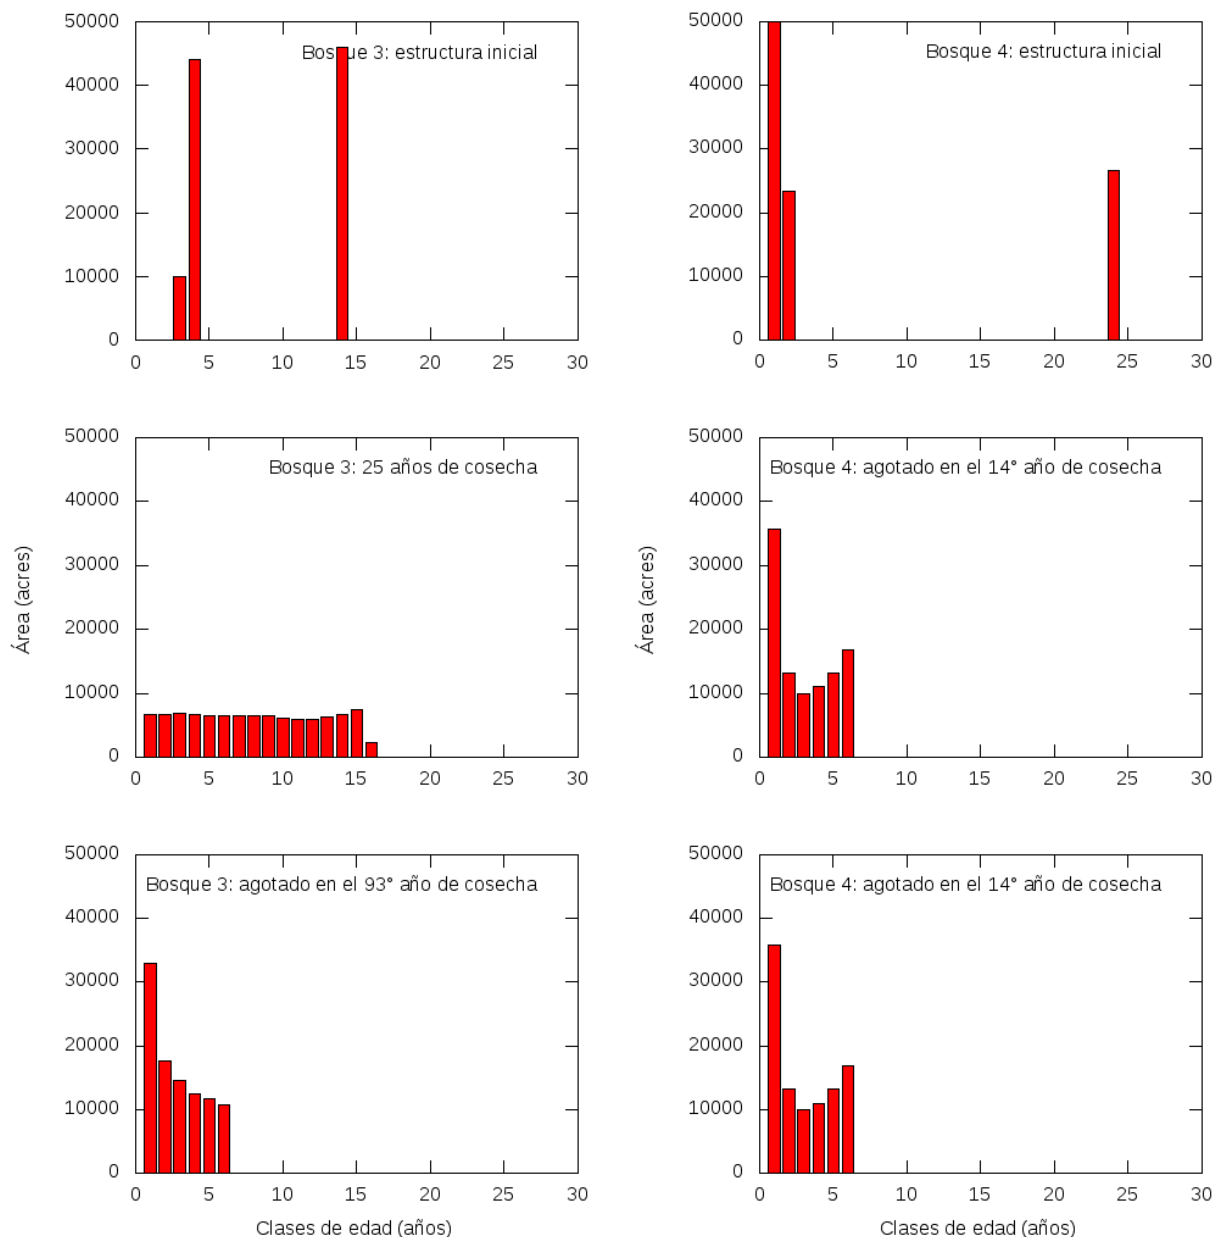 Bosque 3: estructura inicial
50000
40000
30000
20000
10000
0
0 5 10 15 20 25 30
Bosque 4: estructura inicial
50000
40000
30000
20000
10000
0
0 5 10 15 20 25 30
Bosque 3: 25 años de cosecha
50000
40000
30000
20000
10000
0
0 5 10 15 20 25 30
Área (acres)
Bosque 4: agotado en el 14° año de cosecha
50000
40000
30000
20000
10000
0
0 5 10 15 20 25 30
Área (acres)
Bosque 3: agotado en el 93° año de cosecha
50000
40000
30000
20000
10000
0
0 5 10 15 20 25 30
Clases de edad (años)
Bosque 4: agotado en el 14° año de cosecha
50000
40000
30000
20000
10000
0
0 5 10 15 20 25 30
Clases de edad (años)